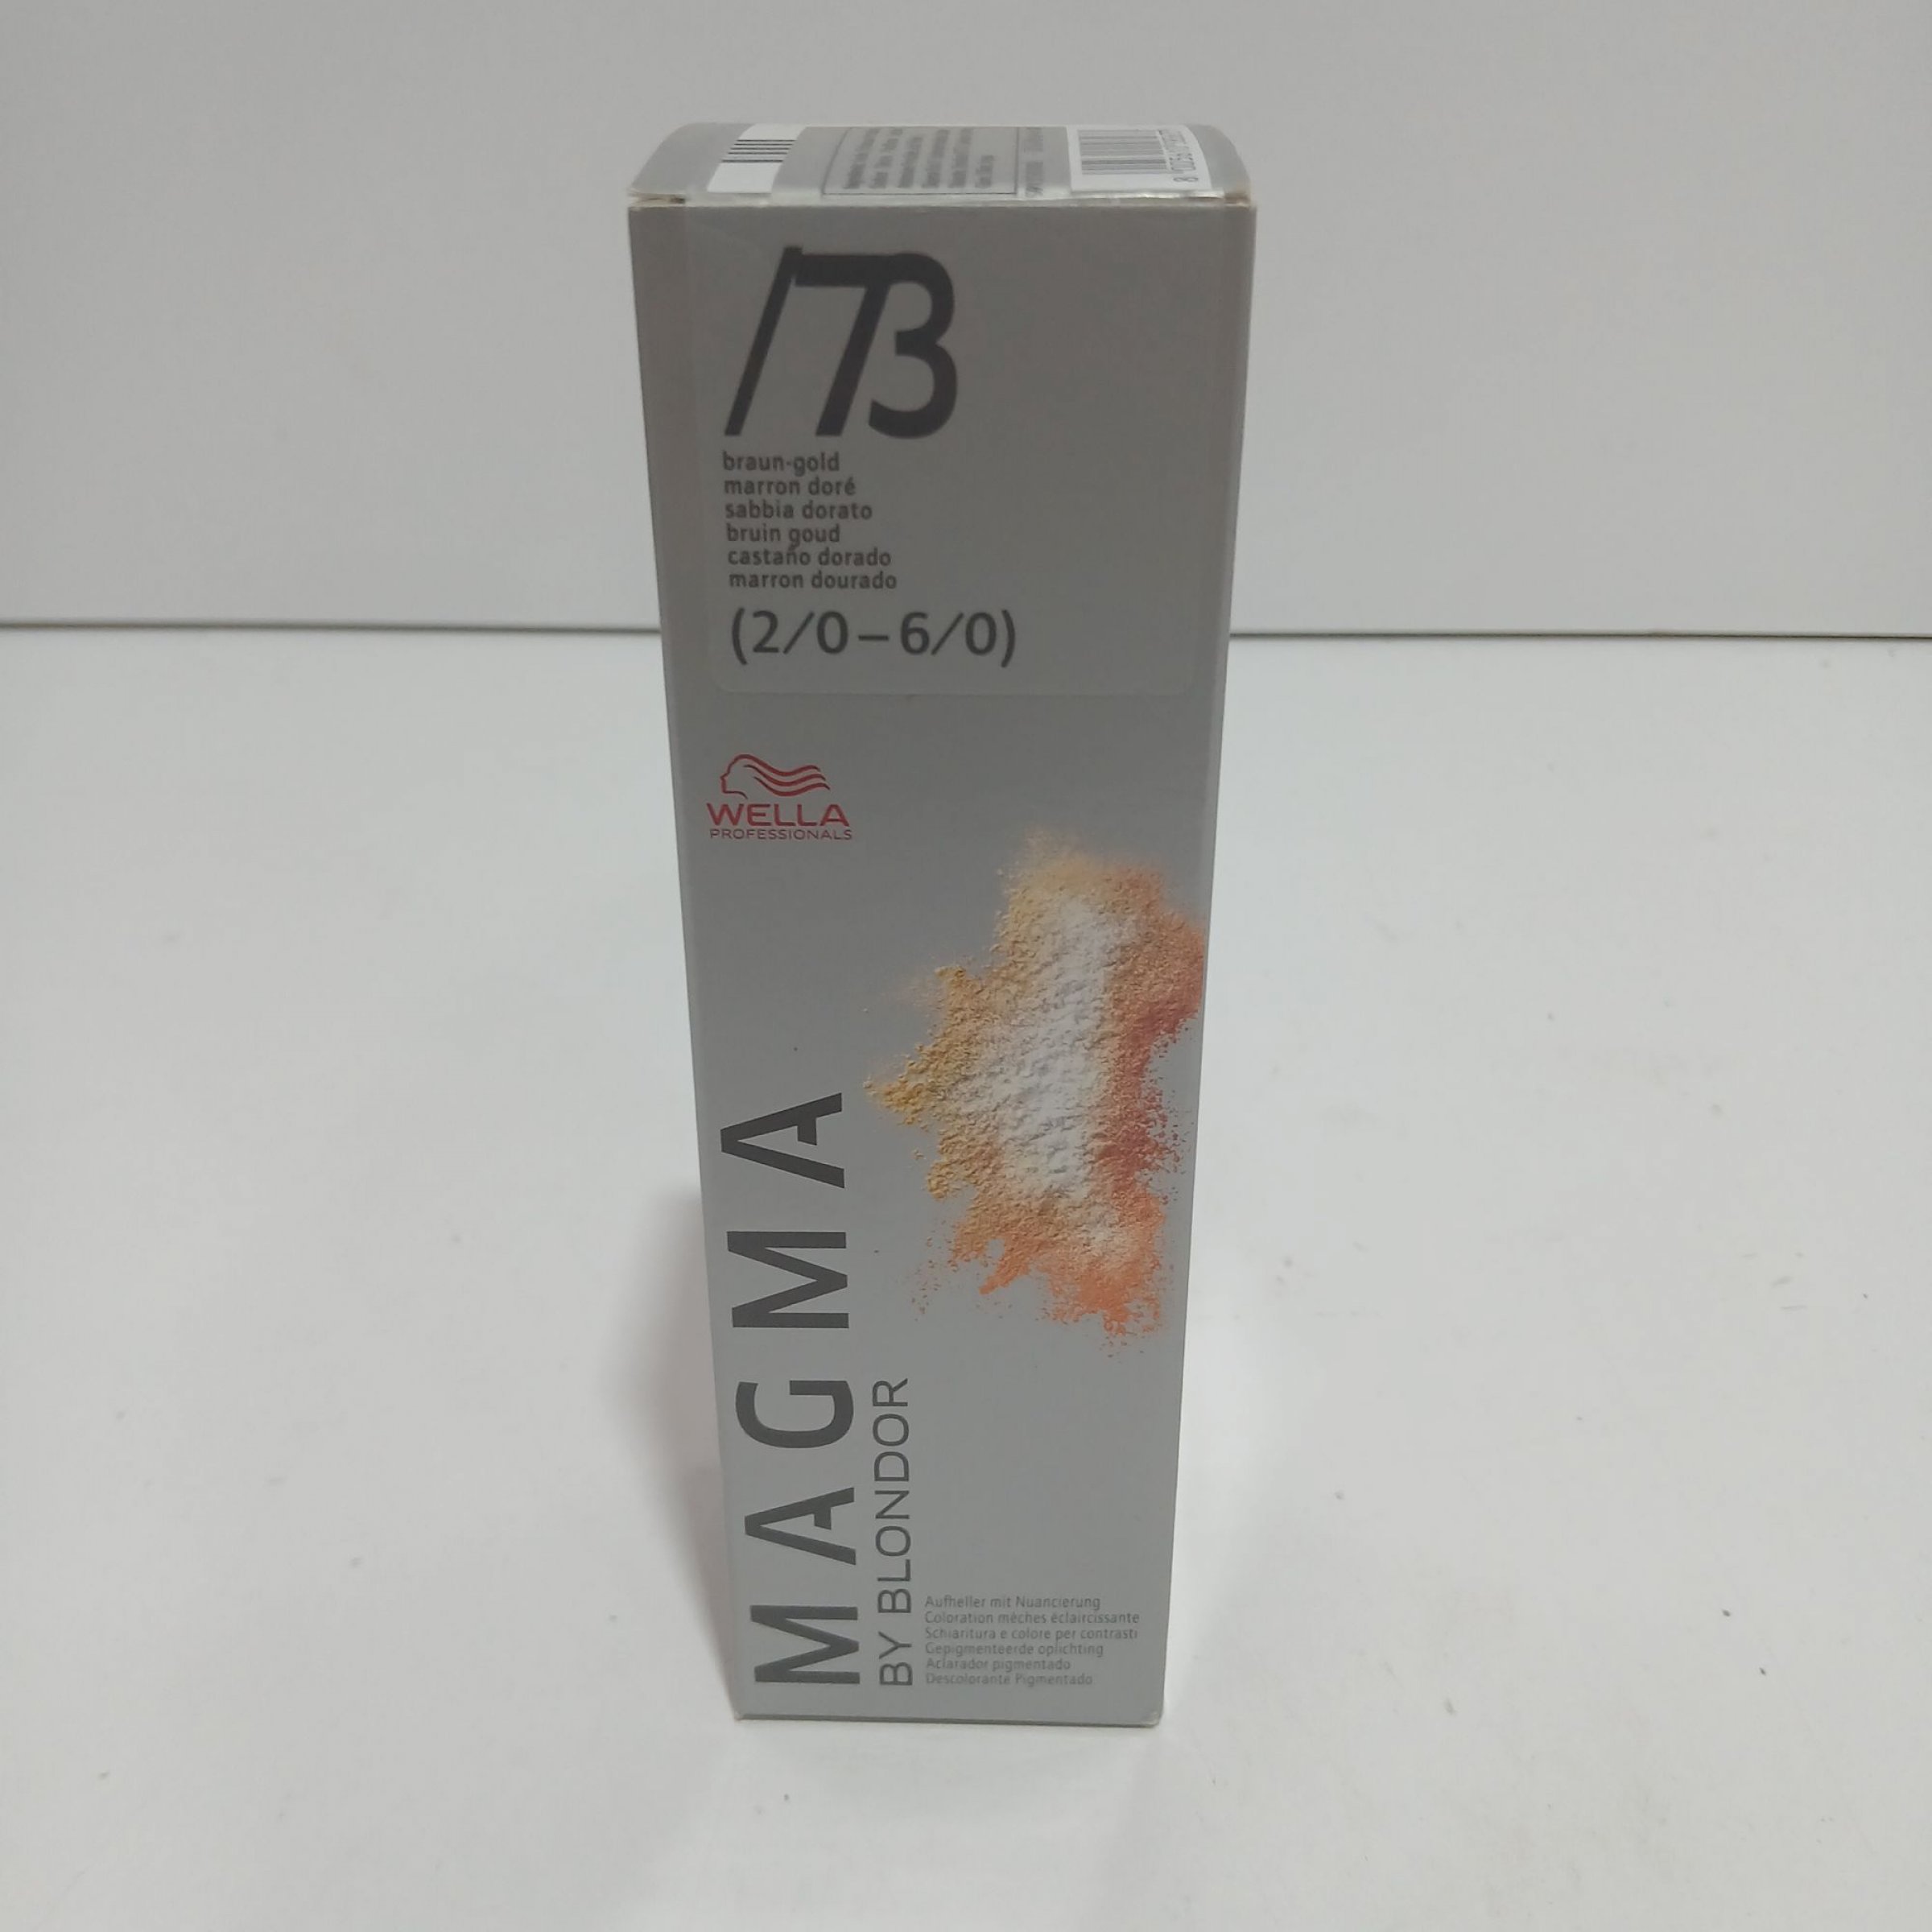 /73
braun-gold
marron doré
sabbia dorato
bruin goud
castaño dorado
marron dourado
(2/0–6/0)
WELLA
PROFESSIONALS
MAGMA
BY BLONDOR
Aufheller mit Nuancierung
Coloration mèches éclaircissante
Schiaritura e colore per contrasti
Gepigmenteerde oplichting
Aclarador pigmentado
Descolorante Pigmentado